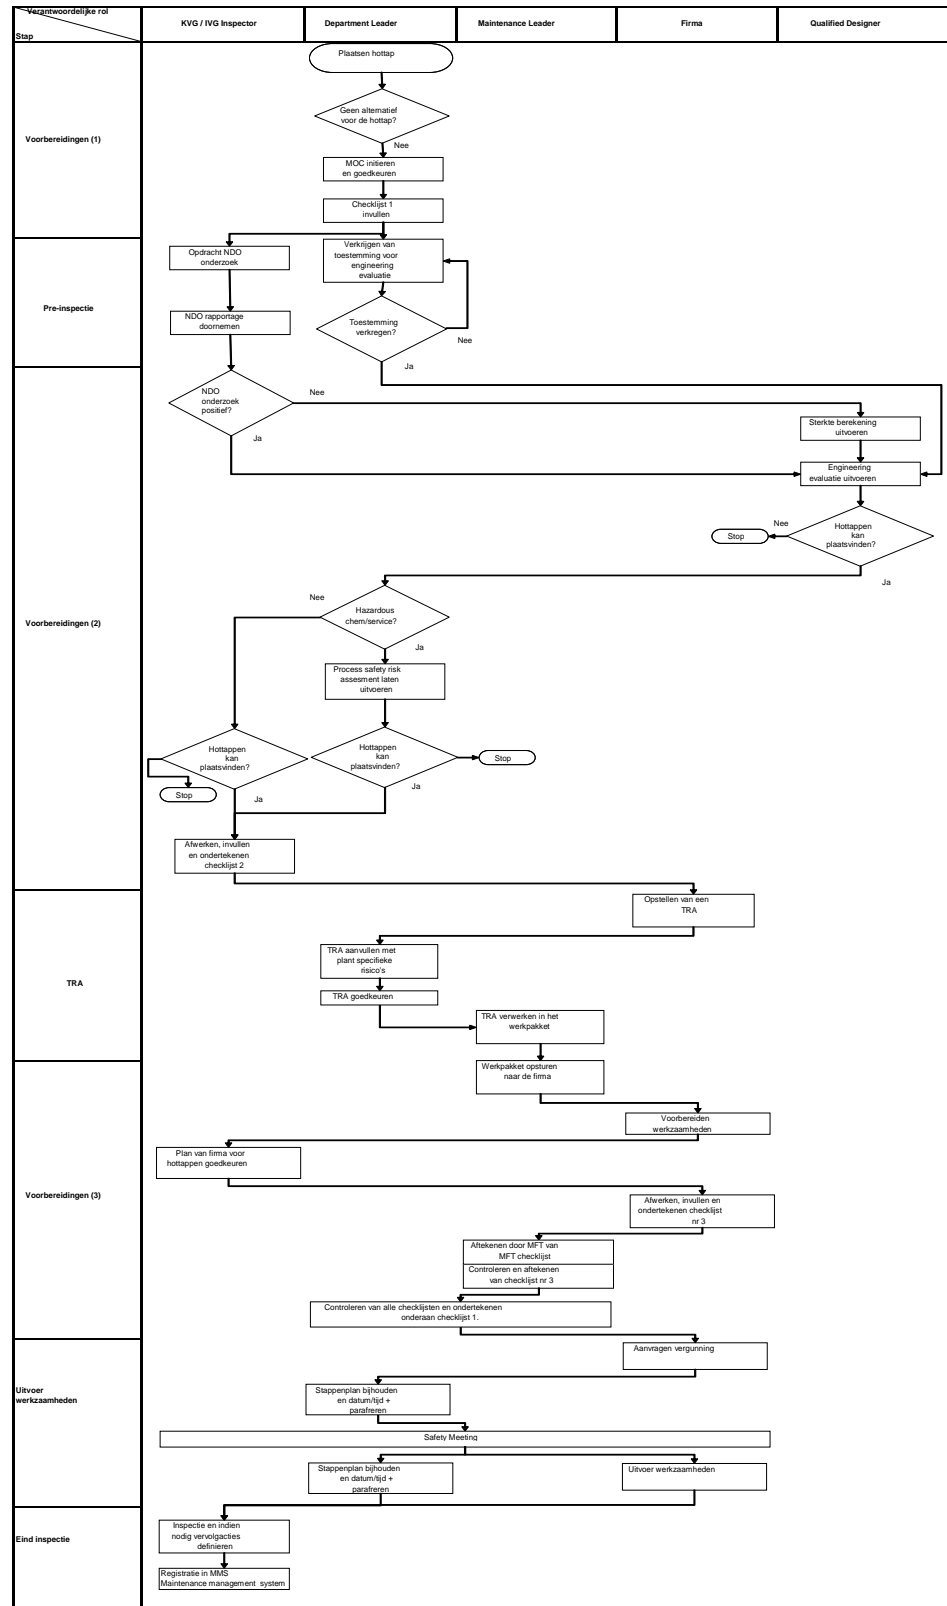 Verantwoordelijke rol
Stap
KVG / IVG Inspector
Department Leader
Maintenance Leader
Firma
Qualified Designer
Voorbereidingen (1)
Plaatsen hottap
Geen alternatief
voor de hottap?
Nee
MOC initieren
en goedkeuren
Checklijst 1
invullen
Pre-inspectie
Opdracht NDO
onderzoek
Verkrijgen van
toestemming voor
engineering
evaluatie
NDO rapportage
doornemen
Toestemming
verkregen?
Nee
Ja
Voorbereidingen (2)
NDO
onderzoek
positief?
Nee
Ja
Sterkte berekening
uitvoeren
Engineering
evaluatie uitvoeren
Hottappen
kan
plaatsvinden?
Nee
Stop
Ja
Hazardous
chem/service?
Nee
Ja
Process safety risk
assesment laten
uitvoeren
Hottappen
kan
plaatsvinden?
Hottappen
kan
plaatsvinden?
Stop
Stop
Ja
Ja
Afwerken, invullen
en ondertekenen
checklijst 2
TRA
Opstellen van een
TRA
TRA aanvullen met
plant specifieke
risico's
TRA goedkeuren
TRA verwerken in het
werkpakket
Voorbereidingen (3)
Werkpakket opsturen
naar de firma
Voorbereiden
werkzaamheden
Plan van firma voor
hottappen goedkeuren
Afwerken, invullen en
ondertekenen checklijst
nr 3
Aftekenen door MFT van
MFT checklijst
Controleren en aftekenen
van checklijst nr 3
Controleren van alle checklijsten en ondertekenen
onderaan checklijst 1.
Uitvoer
werkzaamheden
Aanvragen vergunning
Stappenplan bijhouden
en datum/tijd +
parafreren
Safety Meeting
Stappenplan bijhouden
en datum/tijd +
parafreren
Uitvoer werkzaamheden
Eind inspectie
Inspectie en indien
nodig vervolgacties
definieren
Registratie in MMS
Maintenance management system